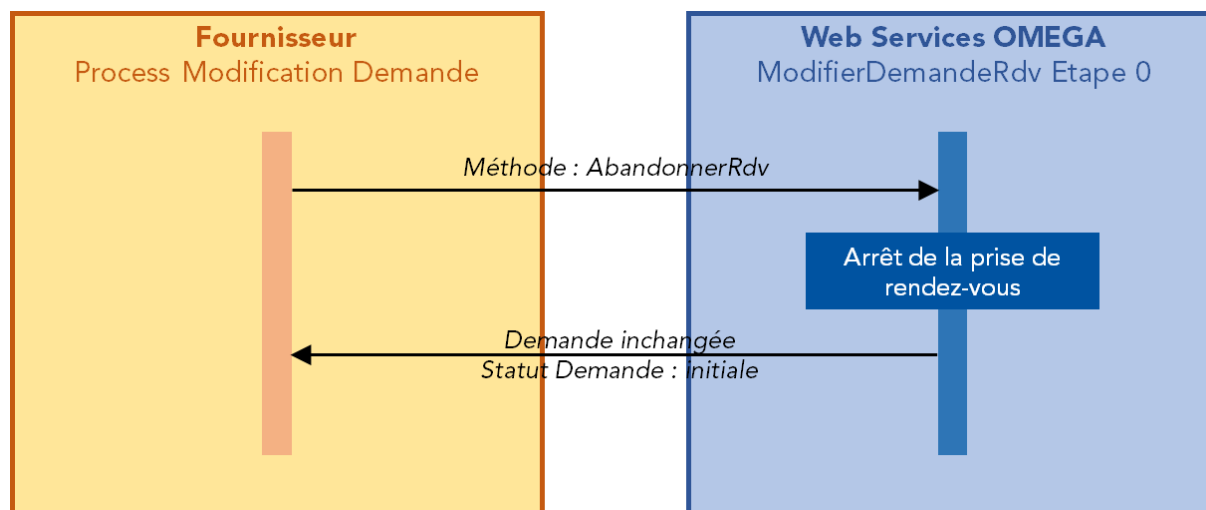 Fournisseur
Process Modification Demande
Web Services OMEGA
ModifierDemandeRdv Etape 0
Méthode : AbandonnerRdv
Arrêt de la prise de
rendez-vous
Demande inchangée
Statut Demande : initiale